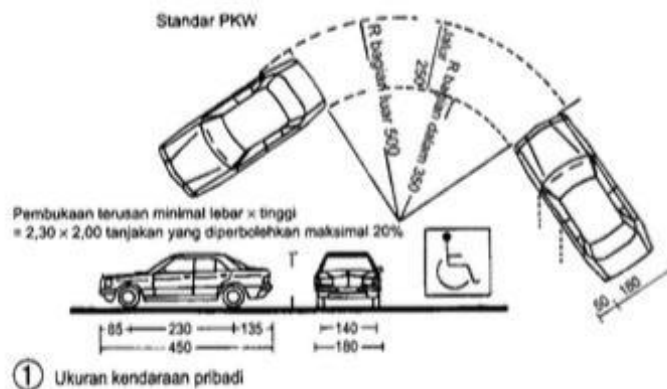 Standar PKW
R bagian luar 500
Jalur
250
R bagian dalam 350
Pembukaan terusan minimal lebar × tinggi
= 2,30 × 2,00 tanjakan yang diperbolehkan maksimal 20%
50
180
85 230 135
450
140
180
1 Ukuran kendaraan pribadi